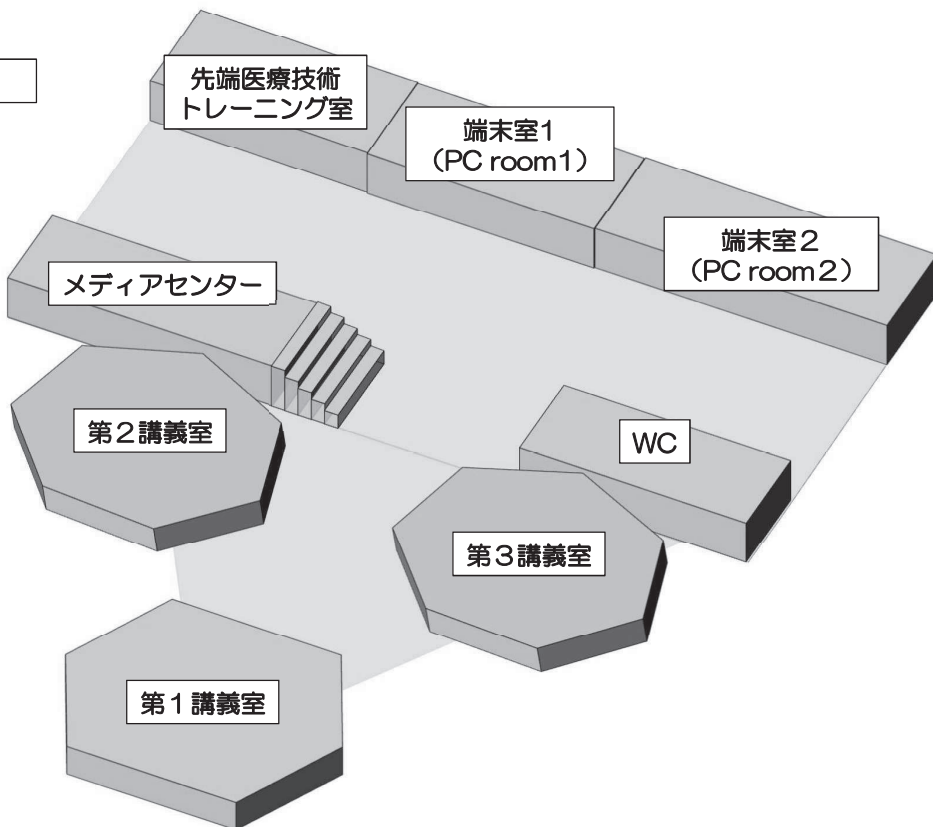 先端医療技術
トレーニング室
端末室1
（PC room1）
端末室２
（PC room２）
メディアセンター
第２講義室
WC
第３講義室
第１講義室